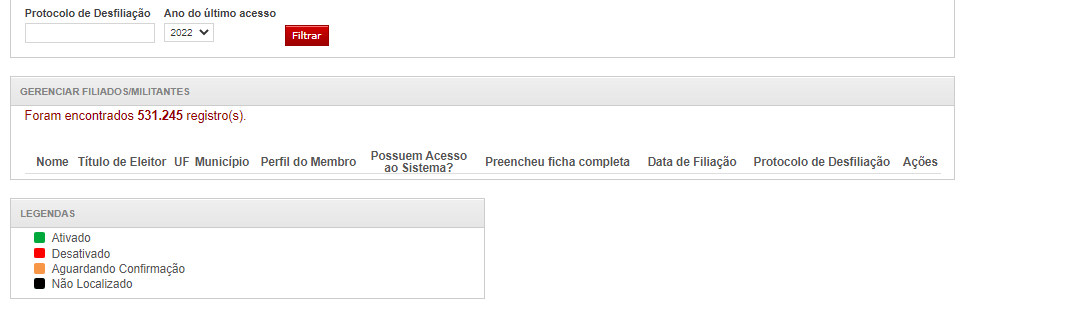 Protocolo de Desfiliação Ano do último acesso
2022
Filtrar
GERENCIAR FILIADOS/MILITANTES
Foram encontrados 531.245 registro(s).
Nome Título de Eleitor UF Município Perfil do Membro Possuem Acesso ao Sistema? Preencheu ficha completa Data de Filiação Protocolo de Desfiliação Ações
LEGENDAS
Ativado
Desativado
Aguardando Confirmação
Não Localizado